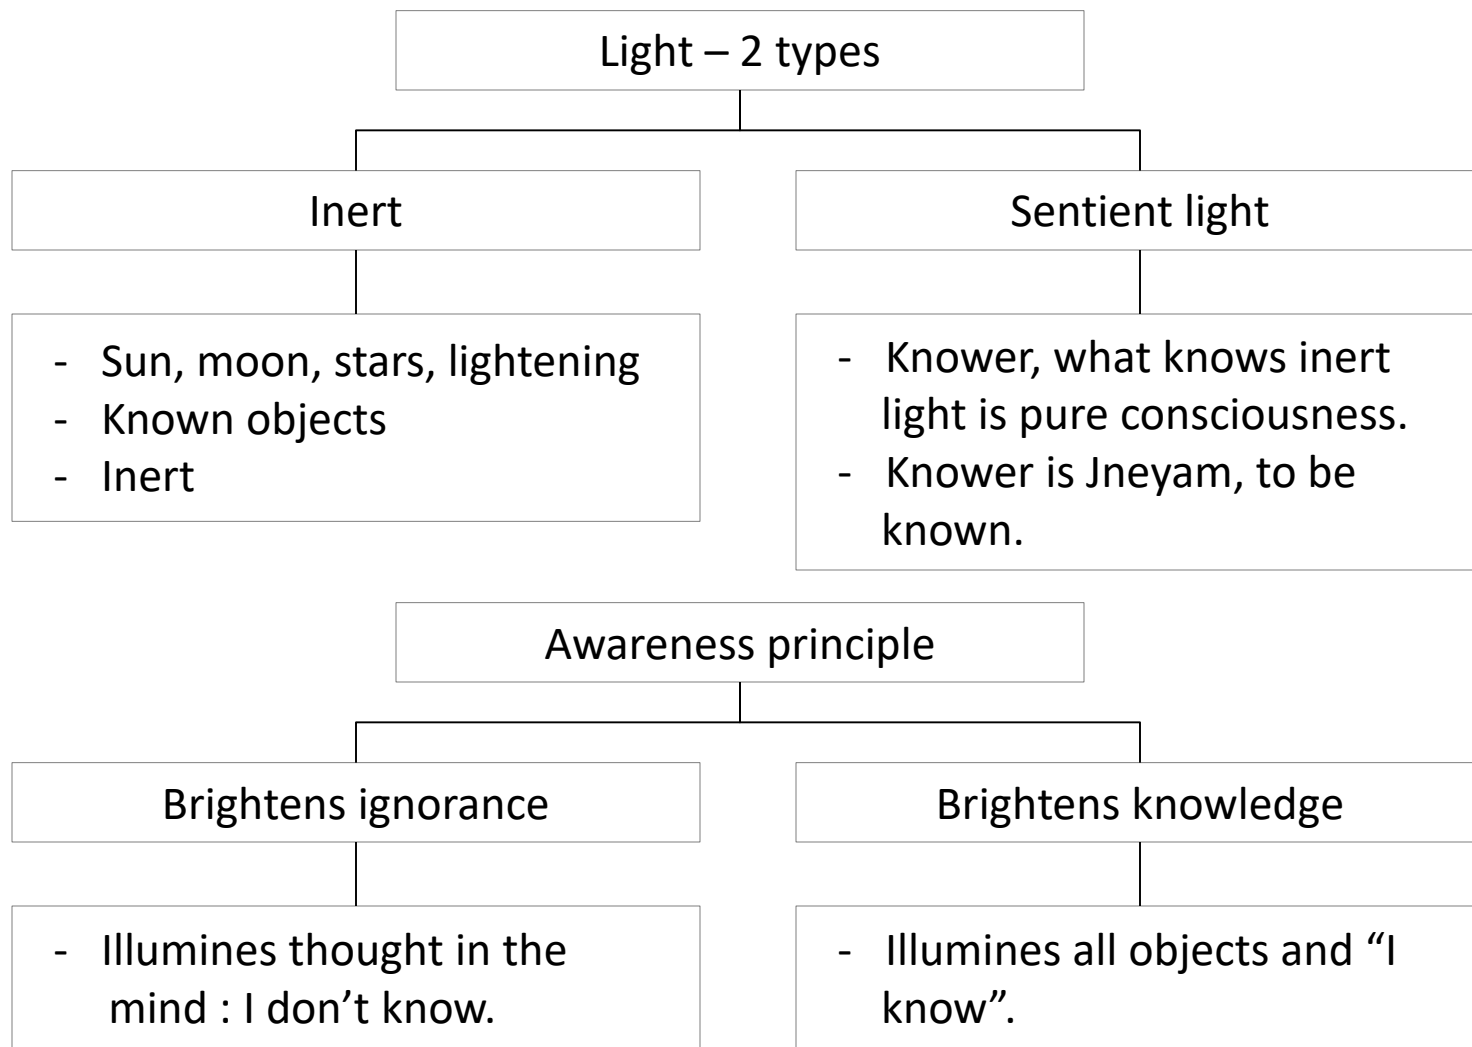 Light – 2 types
Inert
Sentient light
- Sun, moon, stars, lightening
- Known objects
- Inert
- Knower, what knows inert
light is pure consciousness.
- Knower is Jneyam, to be
known.
Awareness principle
Brightens ignorance
Brightens knowledge
- Illumines thought in the
mind : I don’t know.
- Illumines all objects and “I
know”.